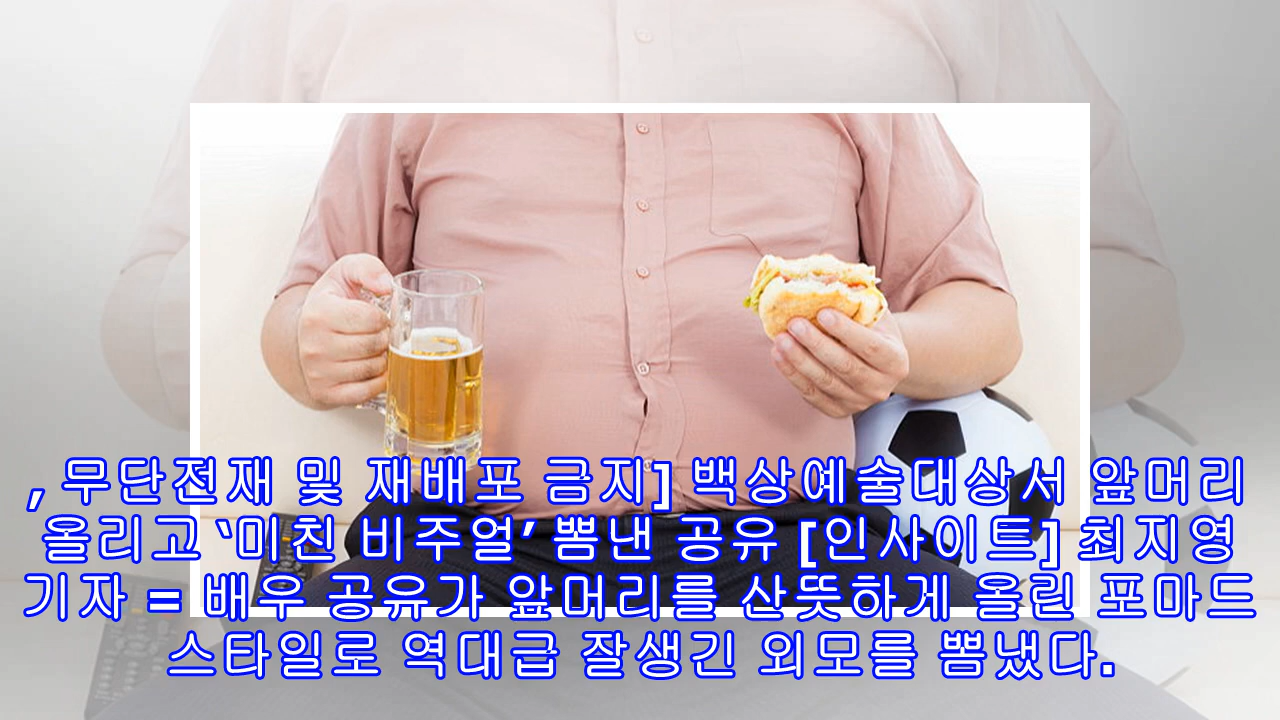 , 무단전재 및 재배포 금지] 백상예술대상서 앞머리
올리고 ‘미친 비주얼’ 뽐낸 공유 [인사이트] 최지영
기자 = 배우 공유가 앞머리를 산뜻하게 올린 포마드
스타일로 역대급 잘생긴 외모를 뽐냈다.